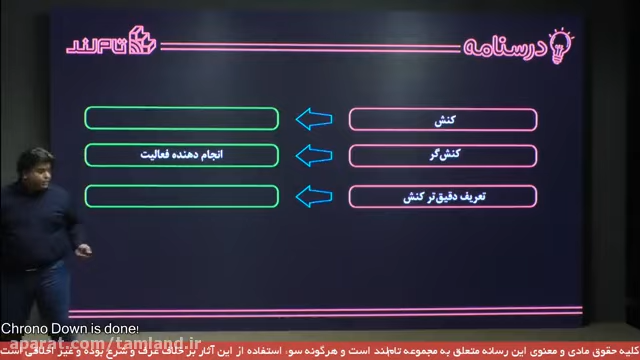 درسنامه
تام‌لند
کنش
کنش‌گر
انجام دهنده فعالیت
تعریف دقیق‌تر کنش
Chrono Down is done!
aparat.com/tamland.ir
کلیه حقوق مادی و معنوی این رسانه متعلق به مجموعه تام‌لند است و هرگونه سوء استفاده از این آثار بر خلاف عرف و شرع بوده و غیر اخلاقی است